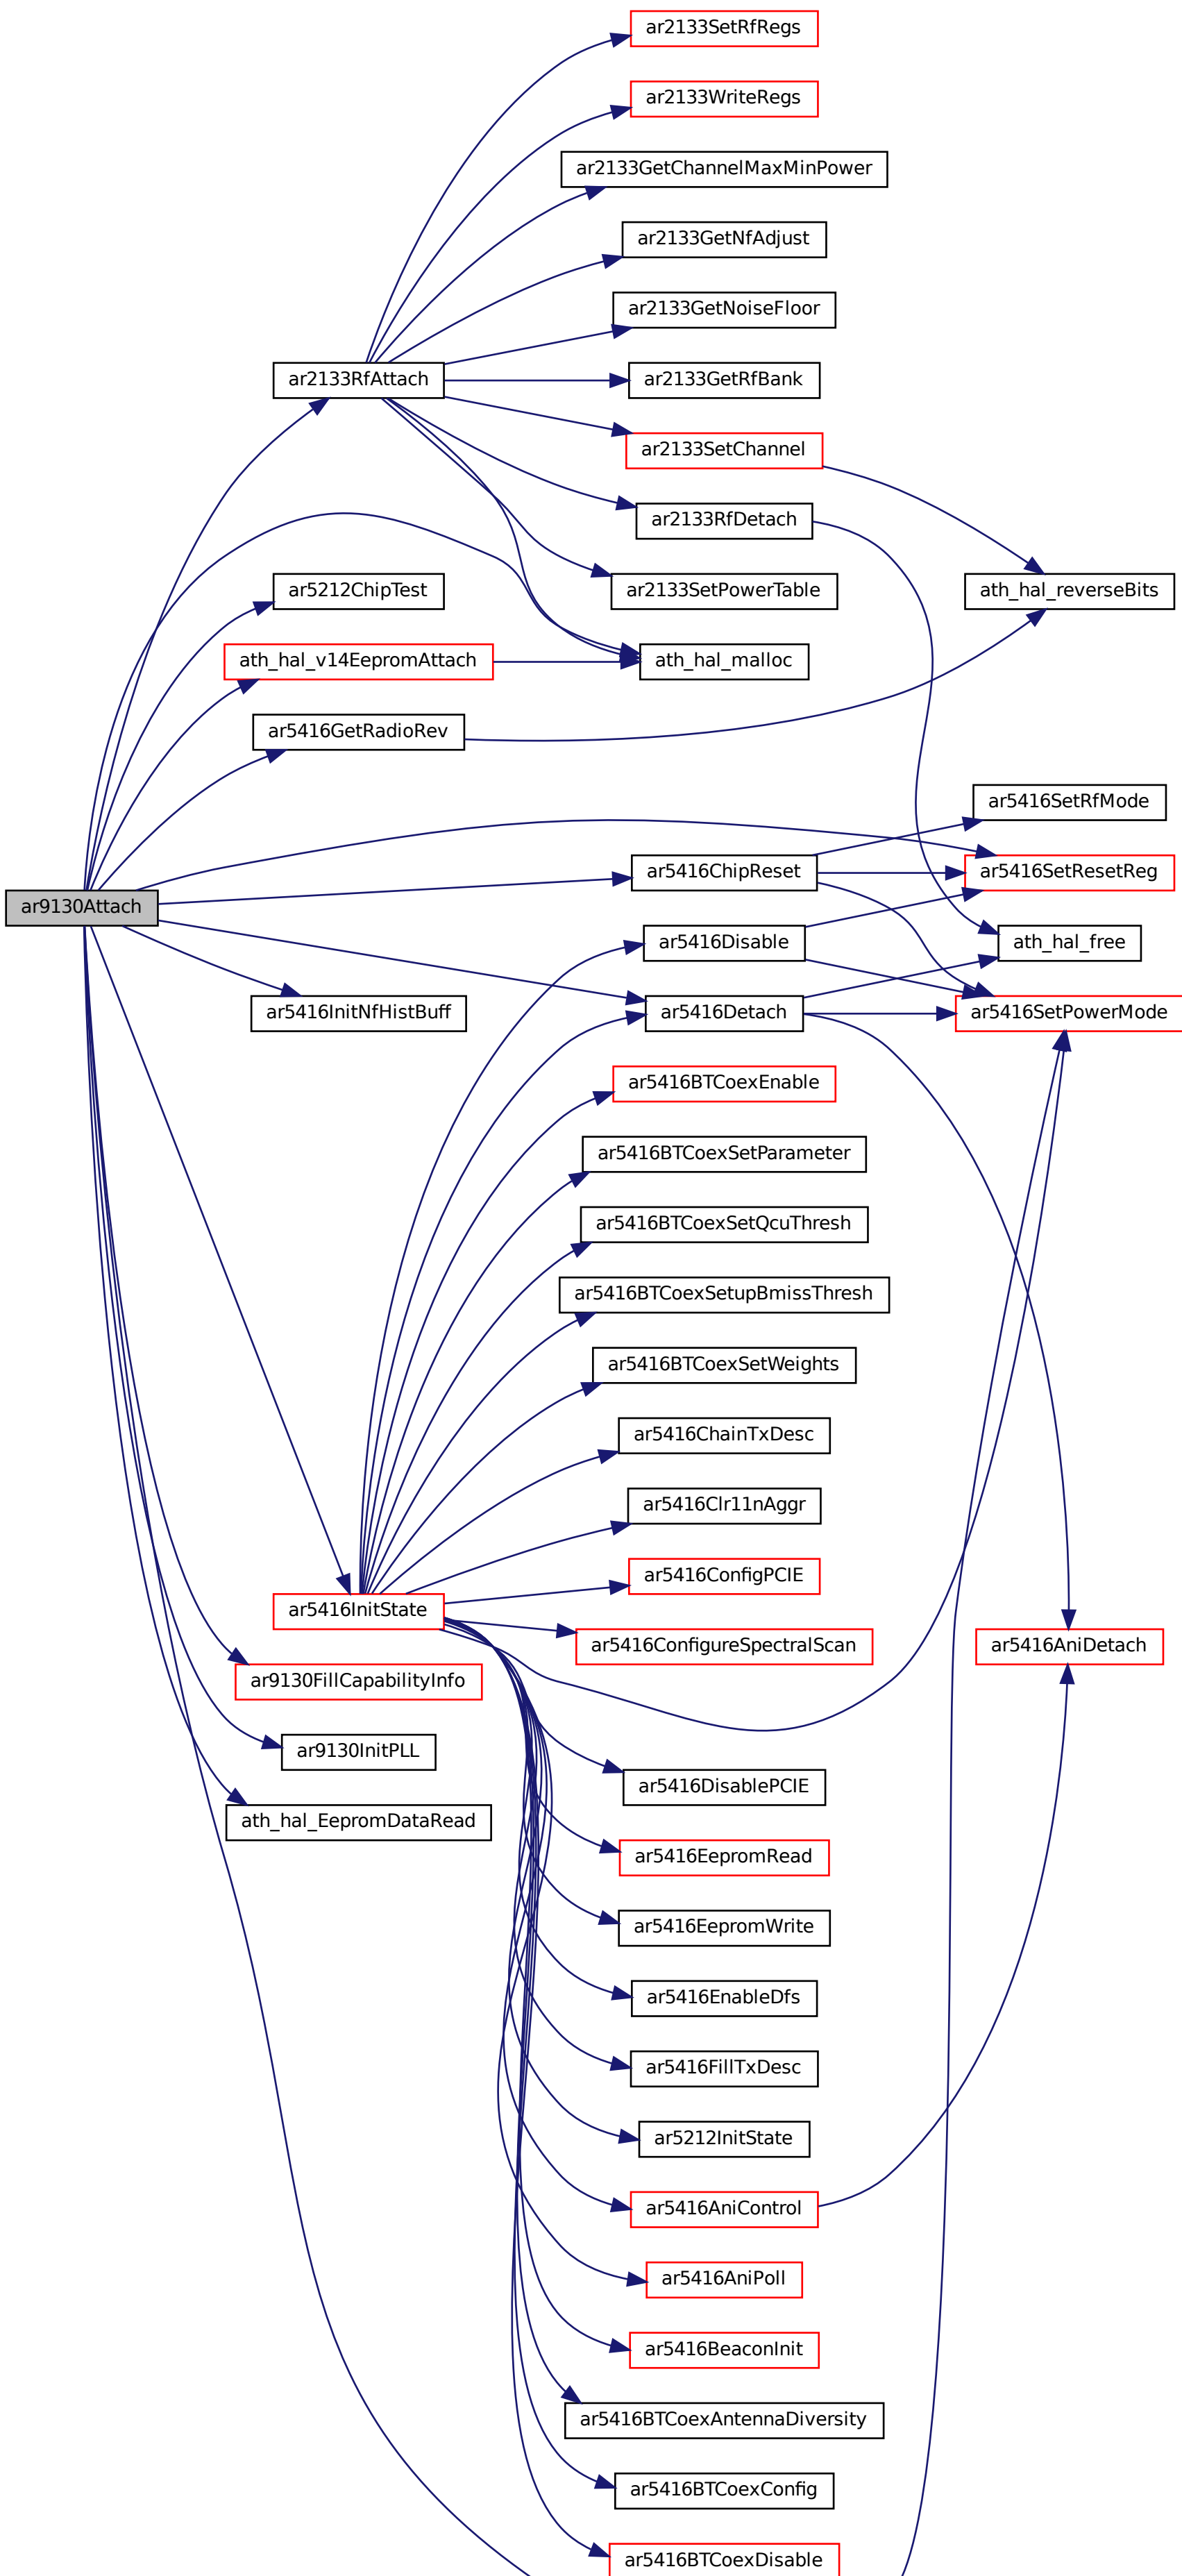 ar2133SetRfRegs
ar2133WriteRegs
ar2133GetChannelMaxMinPower
ar2133GetNfAdjust
ar2133GetNoiseFloor
ar2133RfAttach
ar2133GetRfBank
ar2133SetChannel
ar2133RfDetach
ar5212ChipTest
ar2133SetPowerTable
ath_hal_reverseBits
ath_hal_v14EepromAttach
ath_hal_malloc
ar5416GetRadioRev
ar5416SetRfMode
ar5416ChipReset
ar5416SetResetReg
ar9130Attach
ar5416Disable
ath_hal_free
ar5416InitNfHistBuff
ar5416Detach
ar5416SetPowerMode
ar5416BTCoexEnable
ar5416BTCoexSetParameter
ar5416BTCoexSetQcuThresh
ar5416BTCoexSetupBmissThresh
ar5416BTCoexSetWeights
ar5416ChainTxDesc
ar5416Clr11nAggr
ar5416ConfigPCIE
ar5416InitState
ar5416ConfigureSpectralScan
ar5416AniDetach
ar9130FillCapabilityInfo
ar9130InitPLL
ar5416DisablePCIE
ath_hal_EepromDataRead
ar5416EepromRead
ar5416EepromWrite
ar5416EnableDfs
ar5416FillTxDesc
ar5212InitState
ar5416AniControl
ar5416AniPoll
ar5416BeaconInit
ar5416BTCoexAntennaDiversity
ar5416BTCoexConfig
ar5416BTCoexDisable